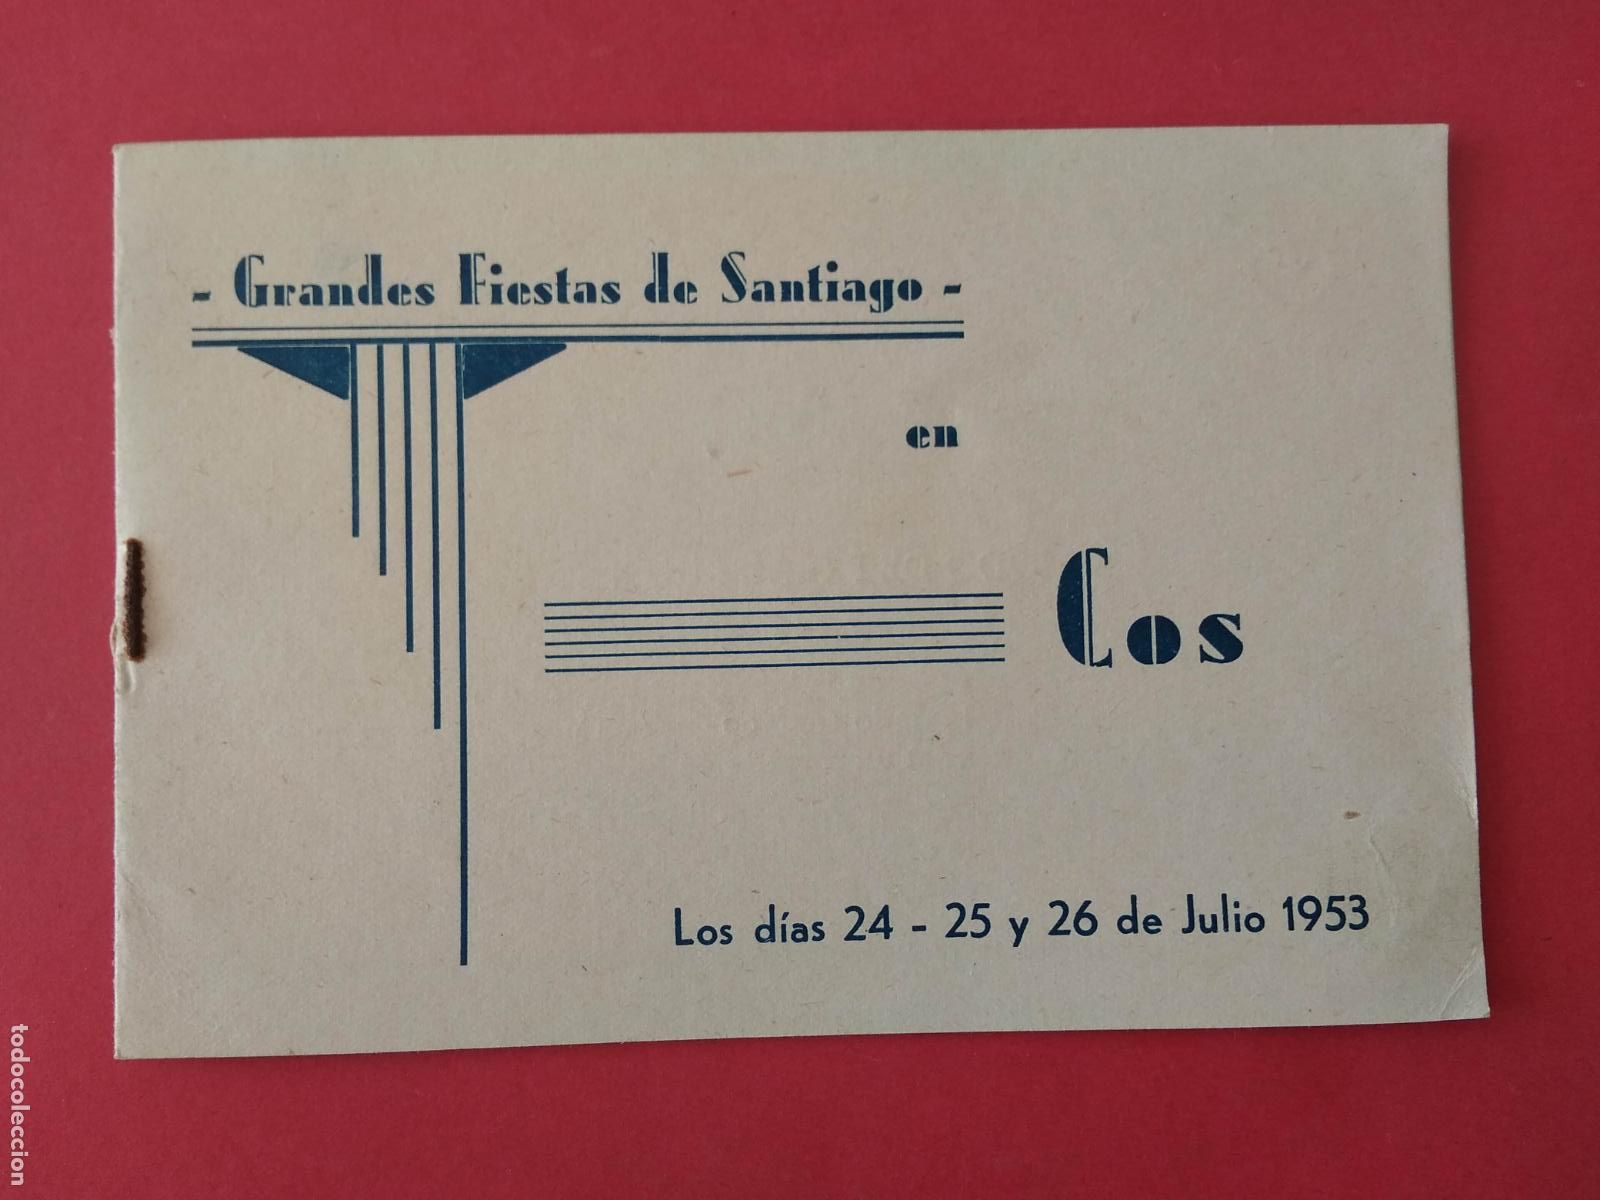 - Grandes Fiestas de Santiago -
en
Cos
Los días 24 - 25 y 26 de Julio 1953
todocoleccion